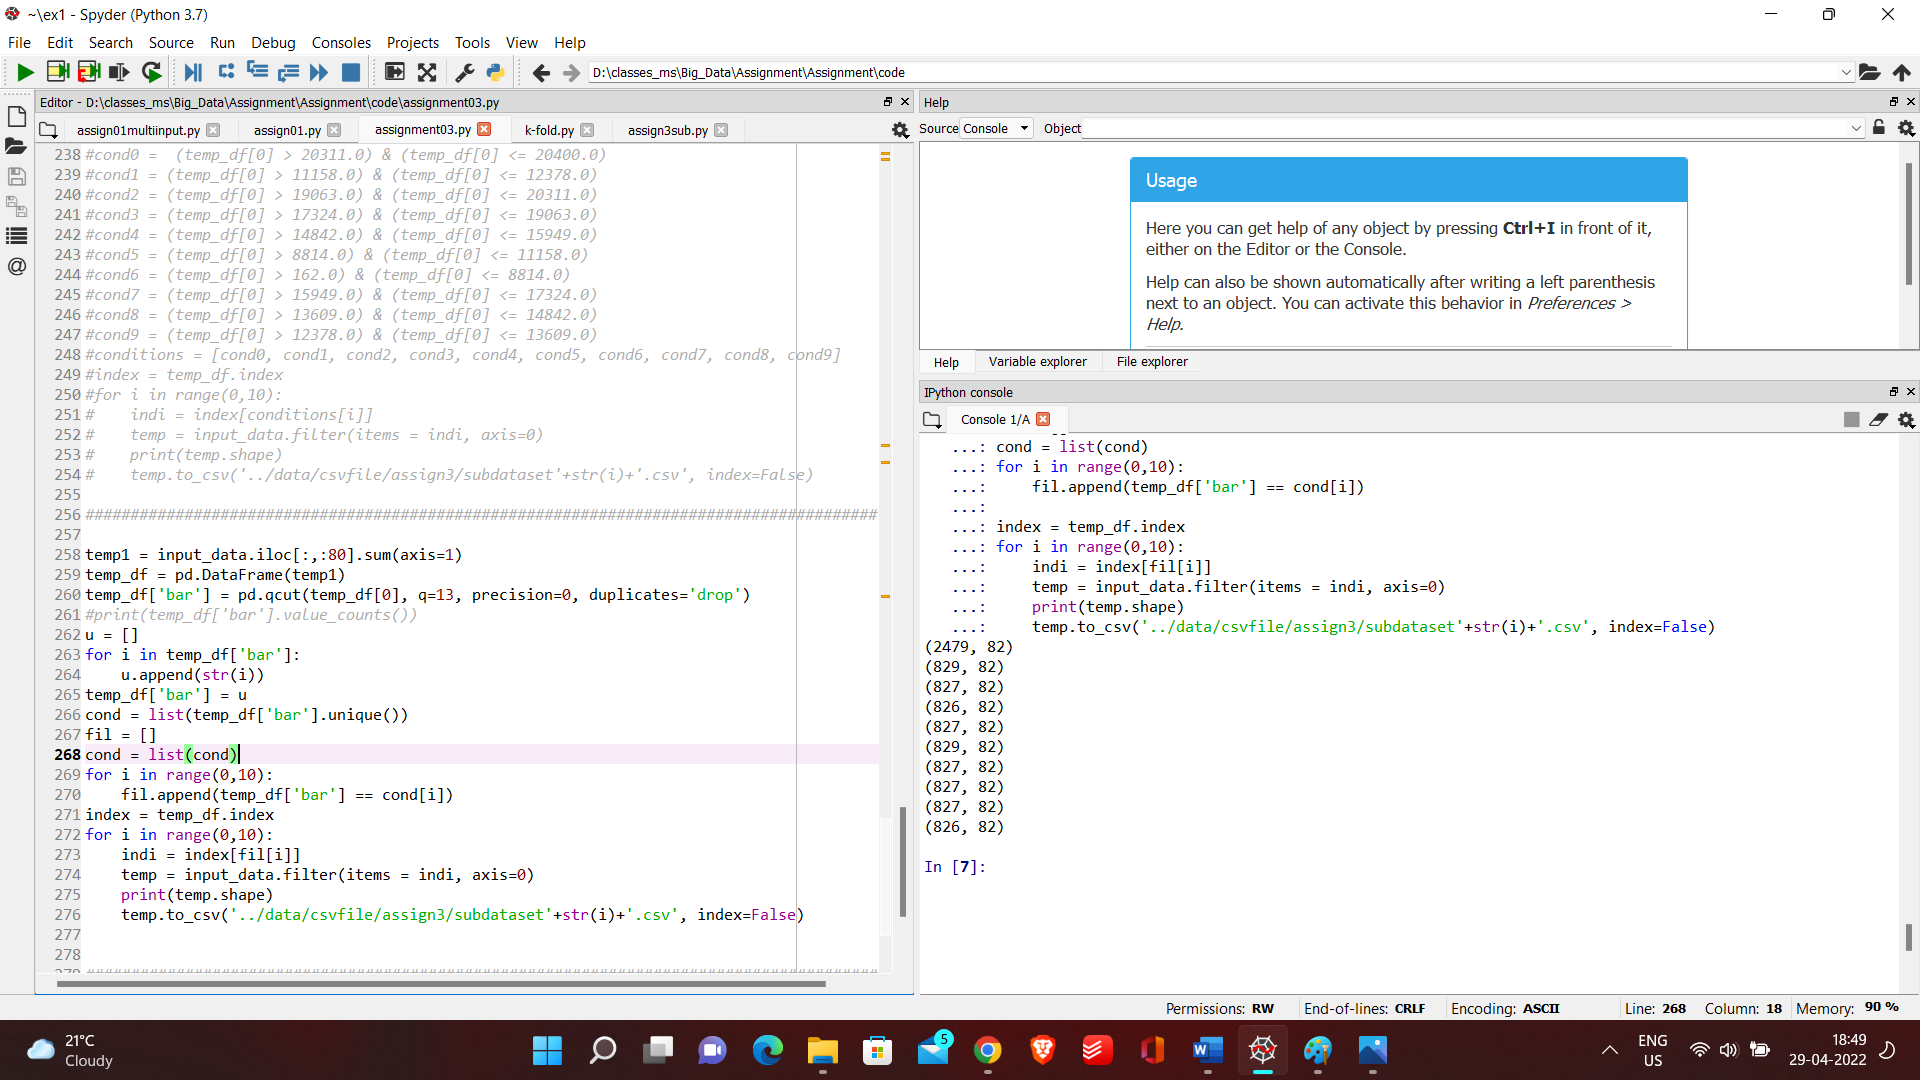 ~\ex1 - Spyder (Python 3.7)
File Edit Search Source Run Debug Consoles Projects Tools View Help
D:\classes_ms\Big_Data\Assignment\Assignment\code
Editor - D:\classes_ms\Big_Data\Assignment\Assignment\code\assignment03.py
assign01multiinput.py assign01.py assignment03.py k-fold.py assign3sub.py
238 #cond0 =  (temp_df[0] > 20311.0) & (temp_df[0] <= 20400.0)
239 #cond1 = (temp_df[0] > 11158.0) & (temp_df[0] <= 12378.0)
240 #cond2 = (temp_df[0] > 19063.0) & (temp_df[0] <= 20311.0)
241 #cond3 = (temp_df[0] > 17324.0) & (temp_df[0] <= 19063.0)
242 #cond4 = (temp_df[0] > 14842.0) & (temp_df[0] <= 15949.0)
243 #cond5 = (temp_df[0] > 8814.0) & (temp_df[0] <= 11158.0)
244 #cond6 = (temp_df[0] > 162.0) & (temp_df[0] <= 8814.0)
245 #cond7 = (temp_df[0] > 15949.0) & (temp_df[0] <= 17324.0)
246 #cond8 = (temp_df[0] > 13609.0) & (temp_df[0] <= 14842.0)
247 #cond9 = (temp_df[0] > 12378.0) & (temp_df[0] <= 13609.0)
248 #conditions = [cond0, cond1, cond2, cond3, cond4, cond5, cond6, cond7, cond8, cond9]
249 #index = temp_df.index
250 #for i in range(0,10):
251 #    indi = index[conditions[i]]
252 #    temp = input_data.filter(items = indi, axis=0)
253 #    print(temp.shape)
254 #    temp.to_csv('../data/csvfile/assign3/subdataset'+str(i)+'.csv', index=False)
255
256 ########################################################################################
257
258 temp1 = input_data.iloc[:,:80].sum(axis=1)
259 temp_df = pd.DataFrame(temp1)
260 temp_df['bar'] = pd.qcut(temp_df[0], q=13, precision=0, duplicates='drop')
261 #print(temp_df['bar'].value_counts())
262 u = []
263 for i in temp_df['bar']:
264     u.append(str(i))
265 temp_df['bar'] = u
266 cond = list(temp_df['bar'].unique())
267 fil = []
268 cond = list(cond)
269 for i in range(0,10):
270     fil.append(temp_df['bar'] == cond[i])
271 index = temp_df.index
272 for i in range(0,10):
273     indi = index[fil[i]]
274     temp = input_data.filter(items = indi, axis=0)
275     print(temp.shape)
276     temp.to_csv('../data/csvfile/assign3/subdataset'+str(i)+'.csv', index=False)
277
278
Help
Source Console Object
Usage
Here you can get help of any object by pressing Ctrl+I in front of it,
either on the Editor or the Console.
Help can also be shown automatically after writing a left parenthesis
next to an object. You can activate this behavior in Preferences >
Help.
Help Variable explorer File explorer
IPython console
Console 1/A
...: cond = list(cond)
...: for i in range(0,10):
...:     fil.append(temp_df['bar'] == cond[i])
...:
...: index = temp_df.index
...: for i in range(0,10):
...:     indi = index[fil[i]]
...:     temp = input_data.filter(items = indi, axis=0)
...:     print(temp.shape)
...:     temp.to_csv('../data/csvfile/assign3/subdataset'+str(i)+'.csv', index=False)
(2479, 82)
(829, 82)
(827, 82)
(826, 82)
(827, 82)
(829, 82)
(827, 82)
(827, 82)
(827, 82)
(826, 82)
In [7]:
Permissions: RW End-of-lines: CRLF Encoding: ASCII Line: 268 Column: 18 Memory: 90 %
21°C
Cloudy
5
ENG
US
18:49
29-04-2022